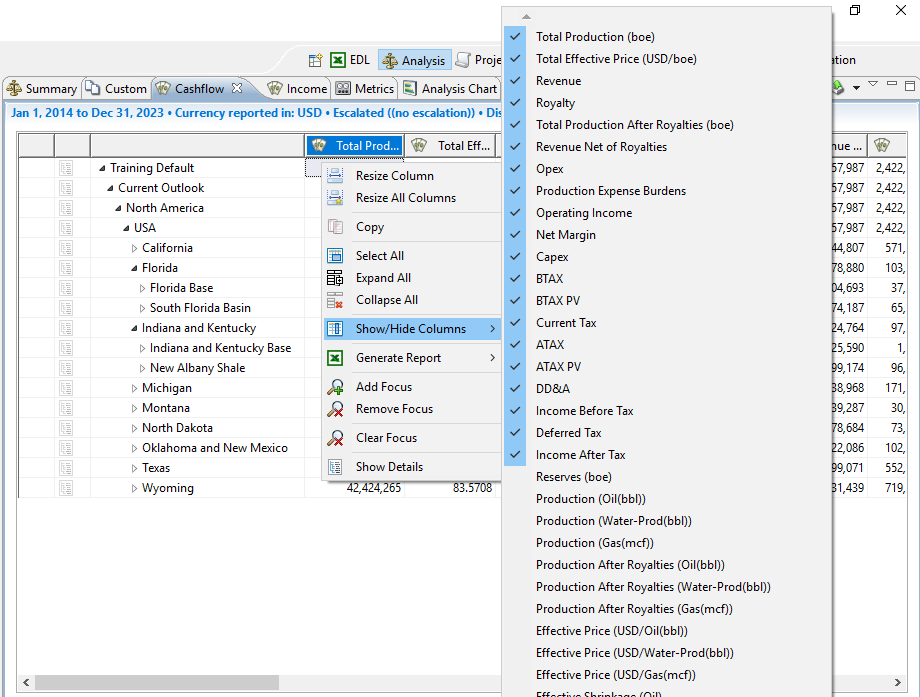 EDL Analysis Proje ation
Summary Custom Cashflow Income Metrics Analysis Chart
Jan 1, 2014 to Dec 31, 2023 • Currency reported in: USD • Escalated ((no escalation)) • Dis
Total Prod... Total Eff... nue ...
Training Default 57,987 2,422,
Current Outlook 57,987 2,422,
North America 57,987 2,422,
USA 57,987 2,422,
California 44,807 571,
Florida 78,880 103,
Florida Base 04,693 37,
South Florida Basin 74,187 65,
Indiana and Kentucky 24,764 97,
Indiana and Kentucky Base 25,590 1,
New Albany Shale 99,174 96,
Michigan 38,968 171,
Montana 39,287 30,
North Dakota 78,684 73,
Oklahoma and New Mexico 22,086 102,
Texas 99,071 552,
Wyoming 42,424,265 83.5708 31,439 719,
Resize Column
Resize All Columns
Copy
Select All
Expand All
Collapse All
Show/Hide Columns
Generate Report
Add Focus
Remove Focus
Clear Focus
Show Details
Total Production (boe)
Total Effective Price (USD/boe)
Revenue
Royalty
Total Production After Royalties (boe)
Revenue Net of Royalties
Opex
Production Expense Burdens
Operating Income
Net Margin
Capex
BTAX
BTAX PV
Current Tax
ATAX
ATAX PV
DD&A
Income Before Tax
Deferred Tax
Income After Tax
Reserves (boe)
Production (Oil(bbl))
Production (Water-Prod(bbl))
Production (Gas(mcf))
Production After Royalties (Oil(bbl))
Production After Royalties (Water-Prod(bbl))
Production After Royalties (Gas(mcf))
Effective Price (USD/Oil(bbl))
Effective Price (USD/Water-Prod(bbl))
Effective Price (USD/Gas(mcf))
Effective Shrinkage (Oil)